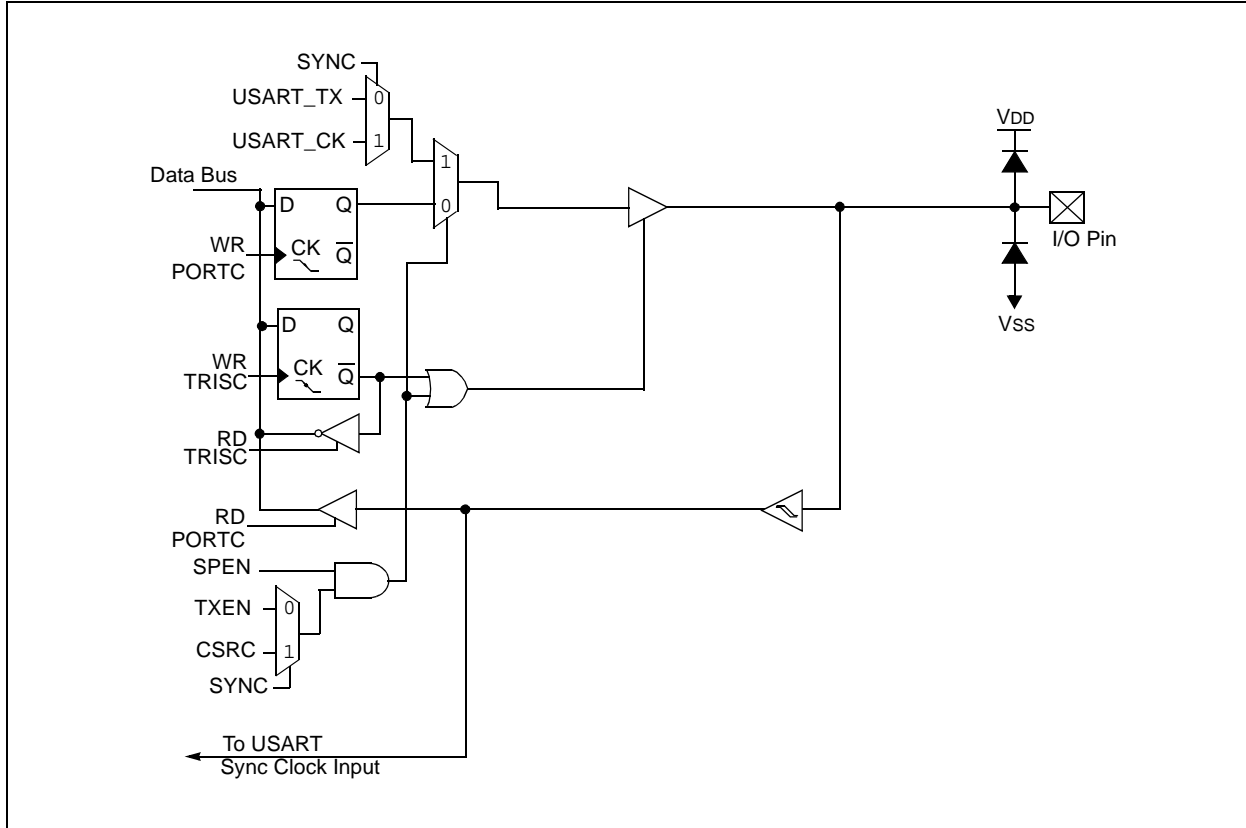 SYNC
USART_TX
0
USART_CK
1
1
0
Data Bus
D
Q
WR
PORTC
CK
Q̅
D
Q
WR
TRISC
CK
Q̅
RD
TRISC
RD
PORTC
SPEN
TXEN
0
CSRC
1
SYNC
To USART
Sync Clock Input
VDD
I/O Pin
VSS